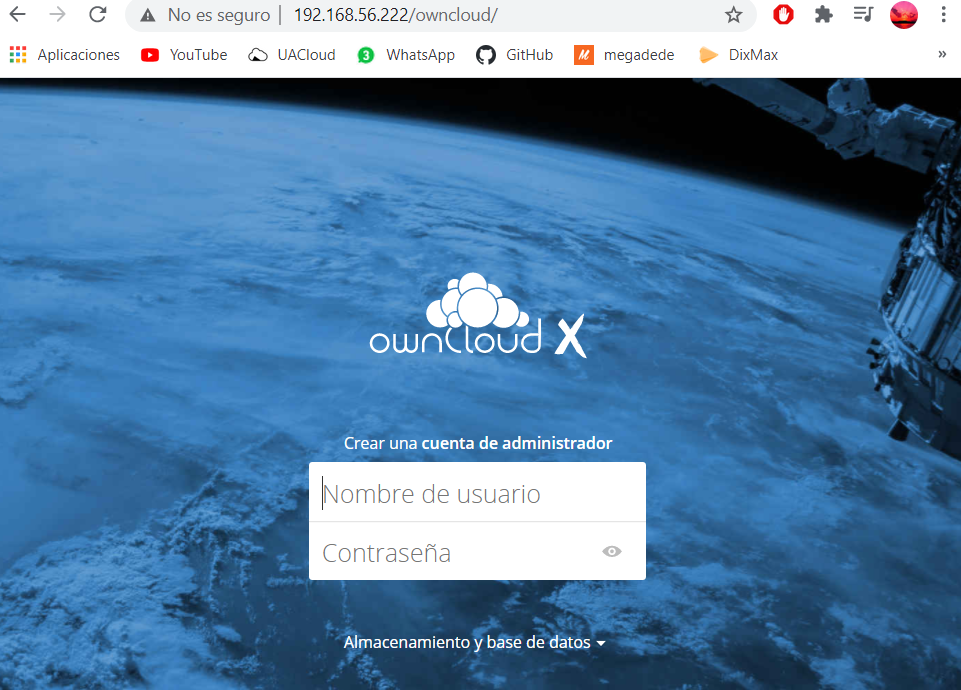 No es seguro | 192.168.56.222/owncloud/
Aplicaciones YouTube UACloud 3 WhatsApp GitHub M megadede DixMax »
ownCloud X
Crear una cuenta de administrador
Nombre de usuario
Contraseña
Almacenamiento y base de datos